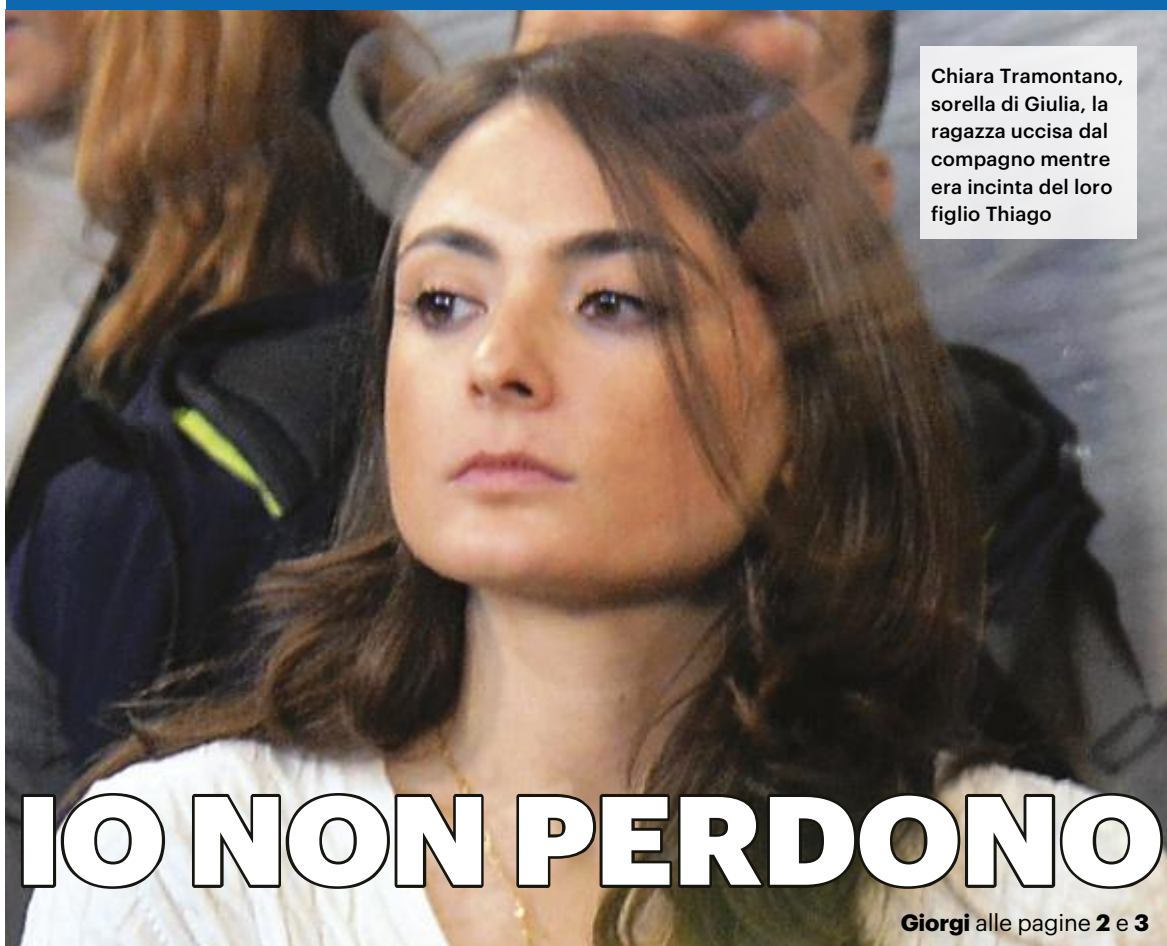 Chiara Tramontano,
sorella di Giulia, la
ragazza uccisa dal
compagno mentre
era incinta del loro
figlio Thiago
IO NON PERDONO
Giorgi alle pagine 2 e 3